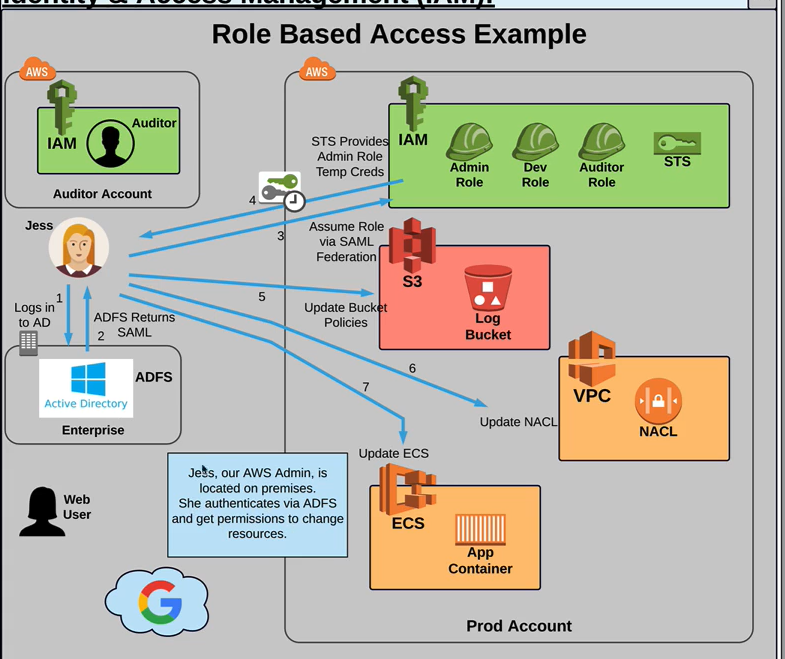 Identity & Access Management (IAM):
Role Based Access Example
AWS
IAM
Auditor
Auditor Account
AWS
IAM
Admin
Role
Dev
Role
Auditor
Role
STS
STS Provides
Admin Role
Temp Creds
4
3
Assume Role
via SAML
Federation
Jess
1
Logs in
to AD
2
ADFS Returns
SAML
Active Directory
ADFS
Enterprise
5
Update Bucket
Policies
S3
Log
Bucket
6
Update NACL
VPC
NACL
7
Update ECS
ECS
App
Container
Jess, our AWS Admin, is
located on premises.
She authenticates via ADFS
and get permissions to change
resources.
Web
User
G
Prod Account